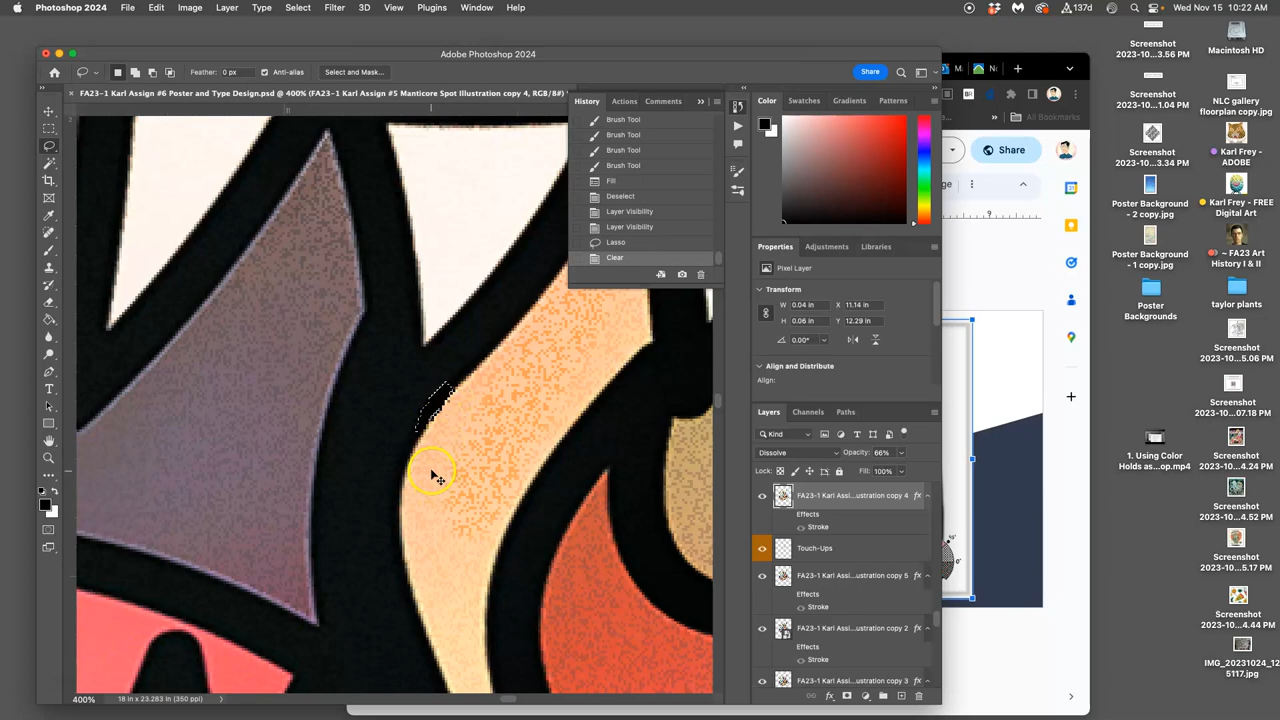 Photoshop 2024 File Edit Image Layer Type Select Filter 3D View Plugins Window Help
137d
Wed Nov 15 10:22 AM
Adobe Photoshop 2024
Feather: 0 px Anti-alias Select and Mask... Share
FA23-1 Karl Assign #6 Poster and Type Design.psd @ 400% (FA23-1 Karl Assign #5 Manticore Spot Illustration copy 4, RGB/8#)
History Actions Comments
Brush Tool
Brush Tool
Brush Tool
Brush Tool
Fill
Deselect
Layer Visibility
Layer Visibility
Lasso
Clear
Color Swatches Gradients Patterns
Properties Adjustments Libraries
Pixel Layer
Transform
W 0.04 in X 11.14 in
H 0.06 in Y 12.29 in
0.00°
Align and Distribute
Align:
Layers Channels Paths
Kind
Dissolve Opacity: 66%
Lock: Fill: 100%
FA23-1 Karl Assi...ustration copy 4 fx
Effects
Stroke
Touch-Ups
FA23-1 Karl Assi...ustration copy 5 fx
Effects
Stroke
FA23-1 Karl Assi...ustration copy 2 fx
Effects
Stroke
FA23-1 Karl Assi...ustration copy 3 fx
400% 18 in x 23.283 in (350 ppi)
All Bookmarks
Share
Screenshot
2023-10...3.56 PM
Macintosh HD
Screenshot
2023-10...1.04 PM
NLC gallery
floorplan copy.jpg
Screenshot
2023-10...3.34 PM
Karl Frey -
ADOBE
Poster Background
- 2 copy.jpg
Karl Frey - FREE
Digital Art
Poster Background
- 1 copy.jpg
~ FA23 Art
History I & II
Poster
Backgrounds
taylor plants
Screenshot
2023-10...5.06 PM
Screenshot
2023-10...07.18 PM
1. Using Color
Holds as...op.mp4
Screenshot
2023-10...4.20 PM
Screenshot
2023-10...4.52 PM
Screenshot
2023-10...5.17 PM
Screenshot
2023-10...4.44 PM
IMG_20231024_12
5117.jpg